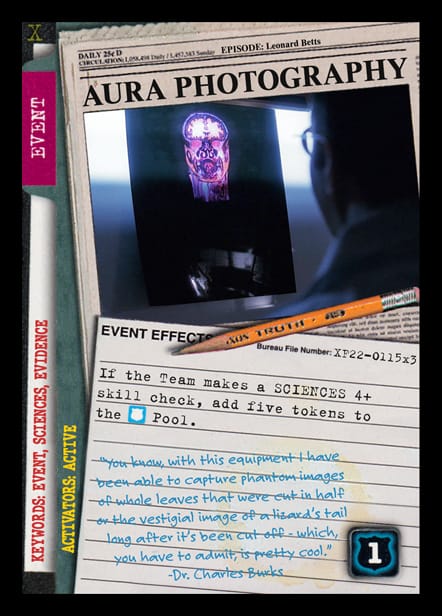 X
DAILY 25¢ D
CIRCULATION: 1,058,494 Daily / 1,457,583 Sunday
EPISODE: Leonard Betts
AURA PHOTOGRAPHY
EVENT
EVENT EFFECTS
TRUTH
Bureau File Number: XF22-0115x3
If the Team makes a SCIENCES 4+
skill check, add five tokens to
the Pool.
"You know, with this equipment I have
been able to capture phantom images
of whole leaves that were cut in half
or the vestigial image of a lizard's tail
long after it's been cut off - which,
you have to admit, is pretty cool."
-Dr. Charles Burks
1
KEYWORDS: EVENT, SCIENCES, EVIDENCE
ACTIVATORS: ACTIVE